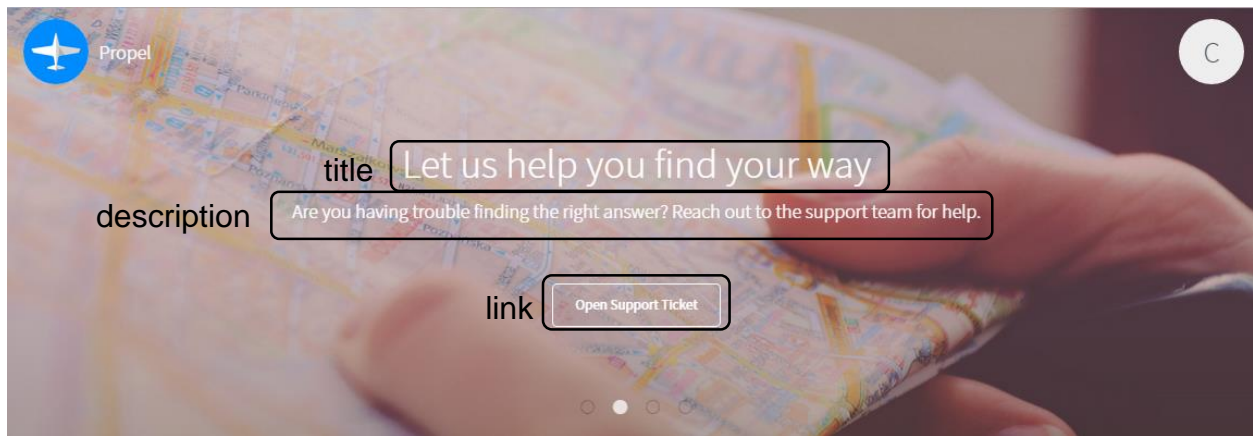 Propel
C
title Let us help you find your way
description Are you having trouble finding the right answer? Reach out to the support team for help.
link Open Support Ticket